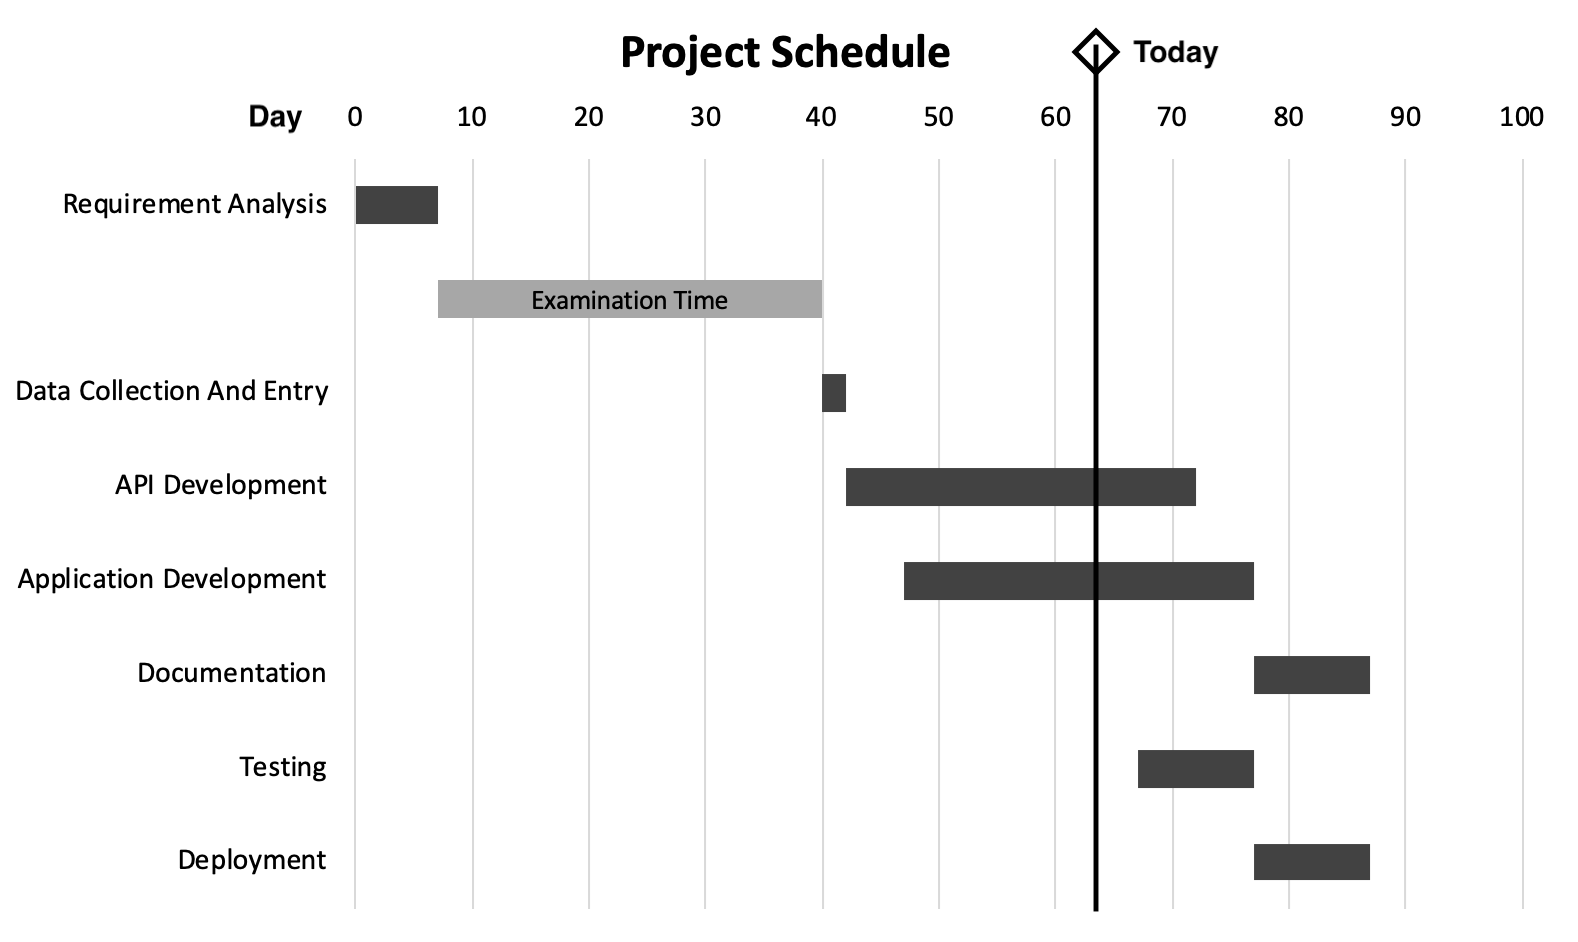 Project Schedule
Today
Day 0 10 20 30 40 50 60 70 80 90 100
Requirement Analysis
Examination Time
Data Collection And Entry
API Development
Application Development
Documentation
Testing
Deployment